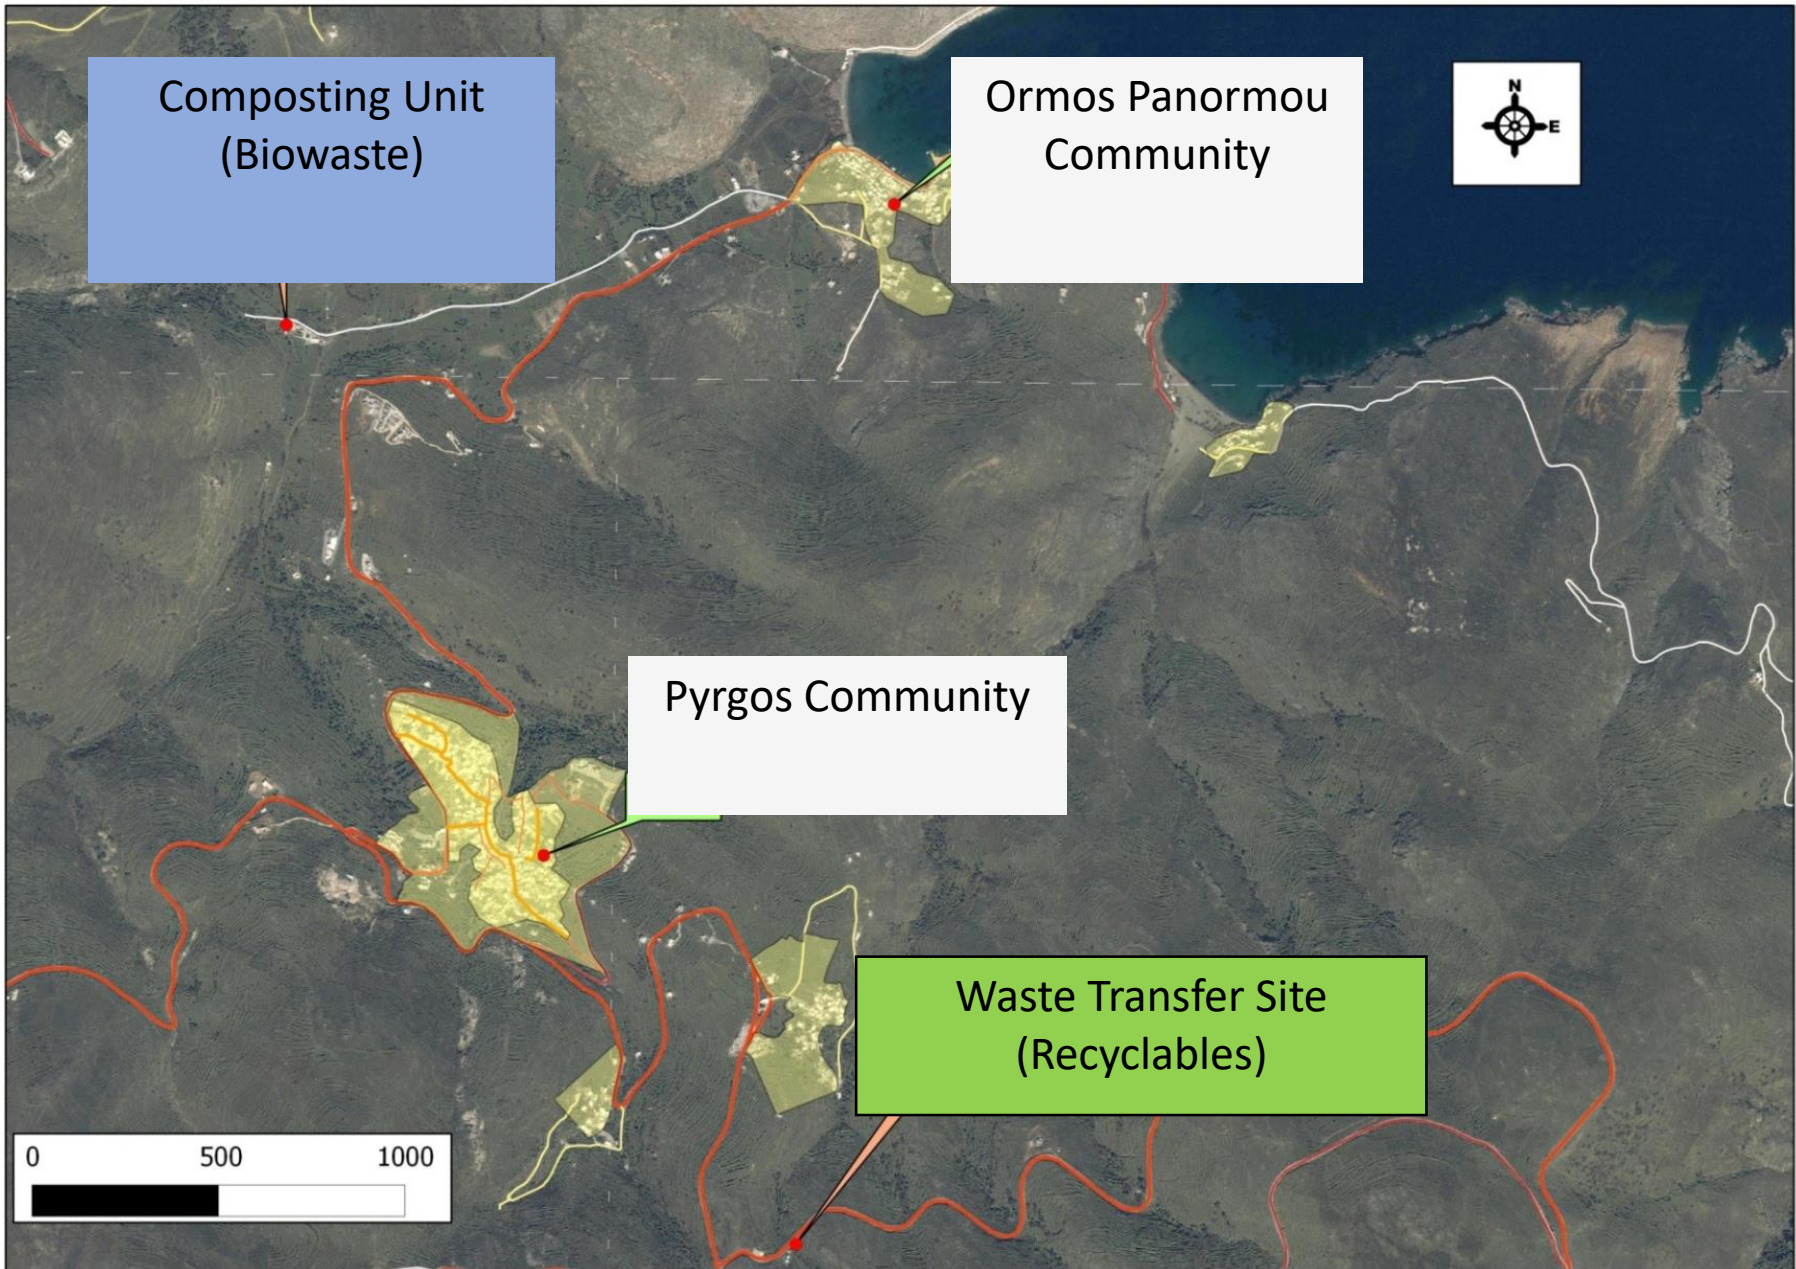 Composting Unit
(Biowaste)
Ormos Panormou
Community
N
E
Pyrgos Community
Waste Transfer Site
(Recyclables)
0 500 1000